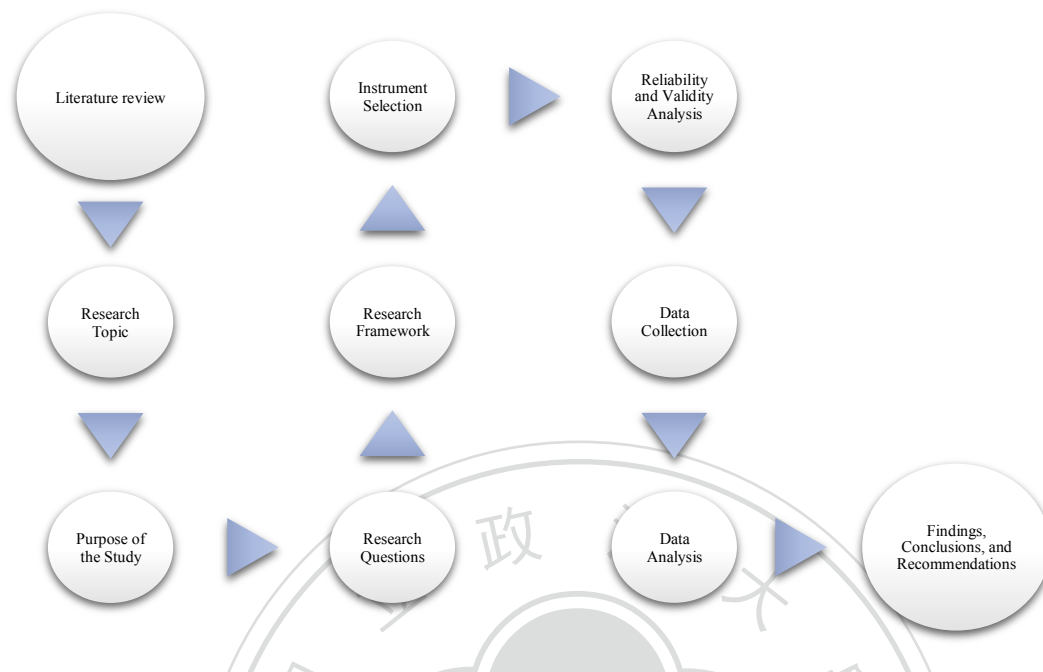 Literature review
Research
Topic
Purpose of
the Study
Research
Questions
Research
Framework
Instrument
Selection
Reliability
and Validity
Analysis
Data
Collection
Data
Analysis
Findings,
Conclusions, and
Recommendations
政
大